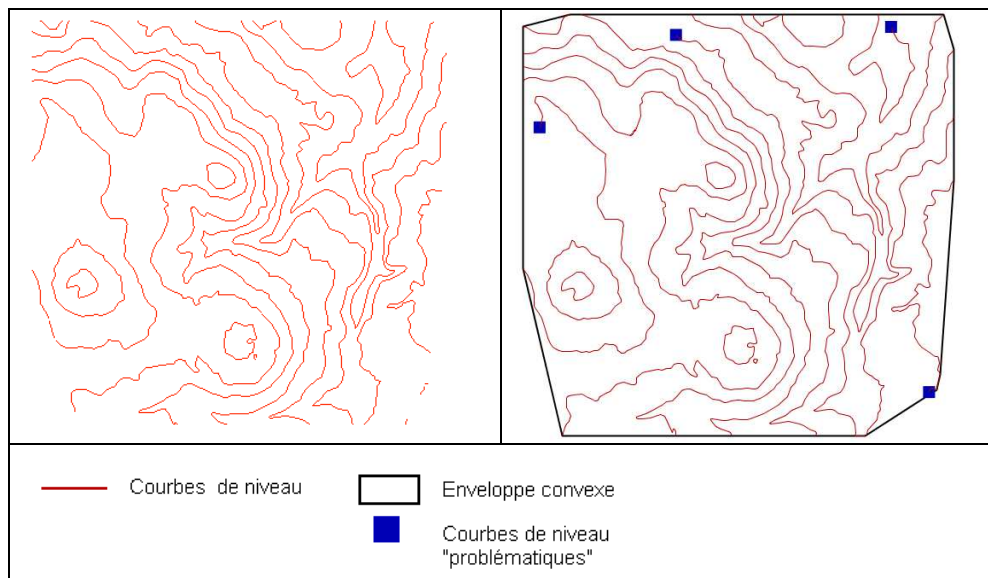 Courbes de niveau
Enveloppe convexe
Courbes de niveau
"problématiques"